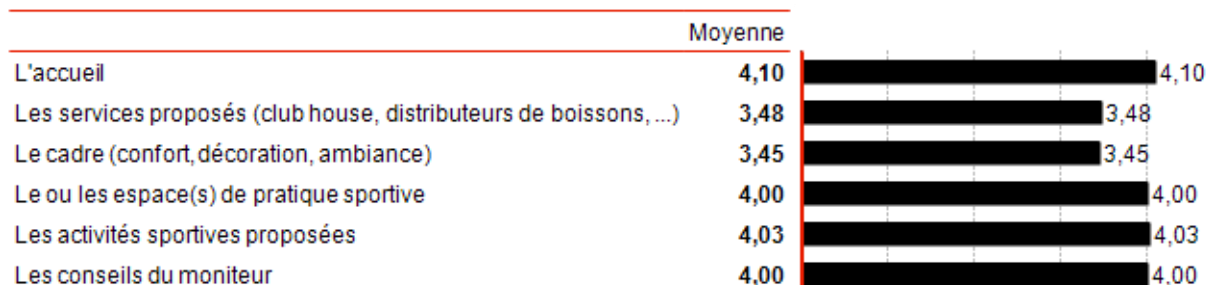 Moyenne
L'accueil 4,10 4,10
Les services proposés (club house, distributeurs de boissons, ...) 3,48 3,48
Le cadre (confort, décoration, ambiance) 3,45 3,45
Le ou les espace(s) de pratique sportive 4,00 4,00
Les activités sportives proposées 4,03 4,03
Les conseils du moniteur 4,00 4,00